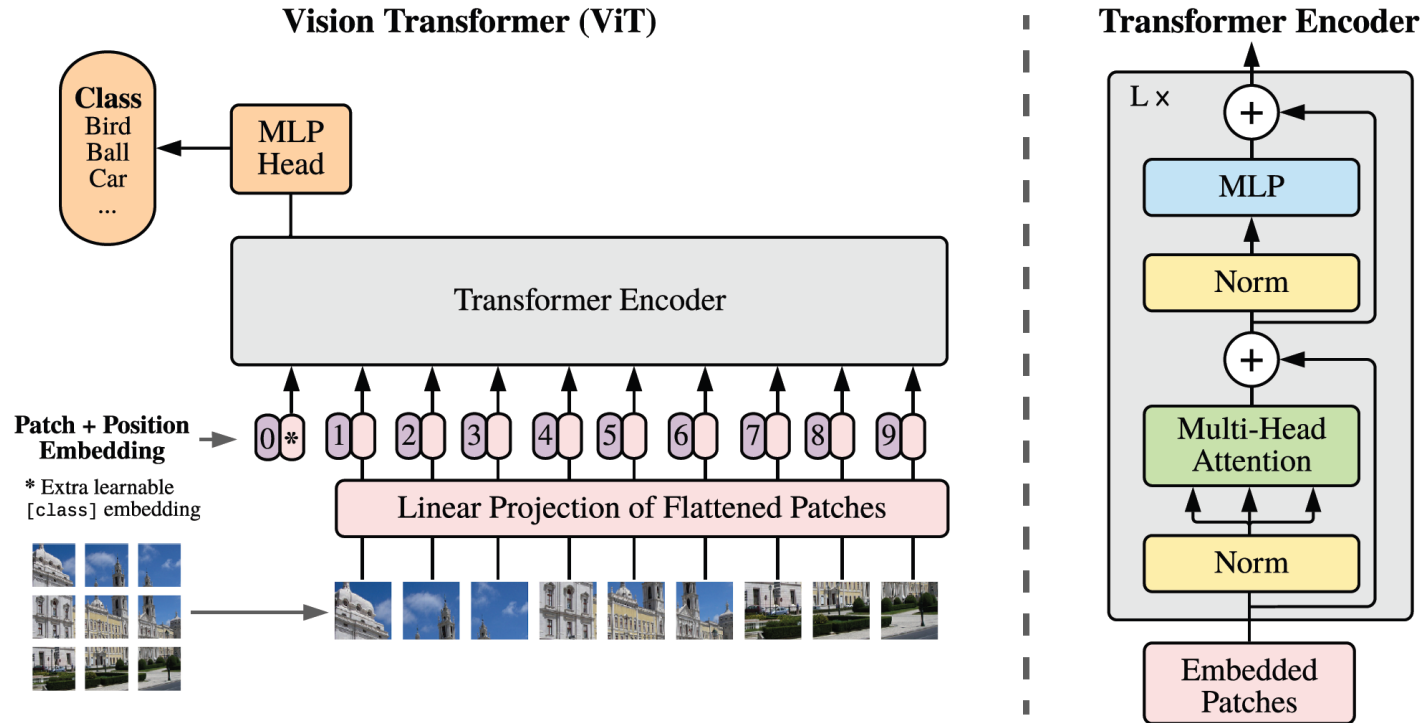 Vision Transformer (ViT)
Class
Bird
Ball
Car
...
MLP
Head
Transformer Encoder
Patch + Position
Embedding
0 * 1 2 3 4 5 6 7 8 9
* Extra learnable
[class] embedding
Linear Projection of Flattened Patches
Transformer Encoder
L ×
+
MLP
Norm
+
Multi-Head
Attention
Norm
Embedded
Patches